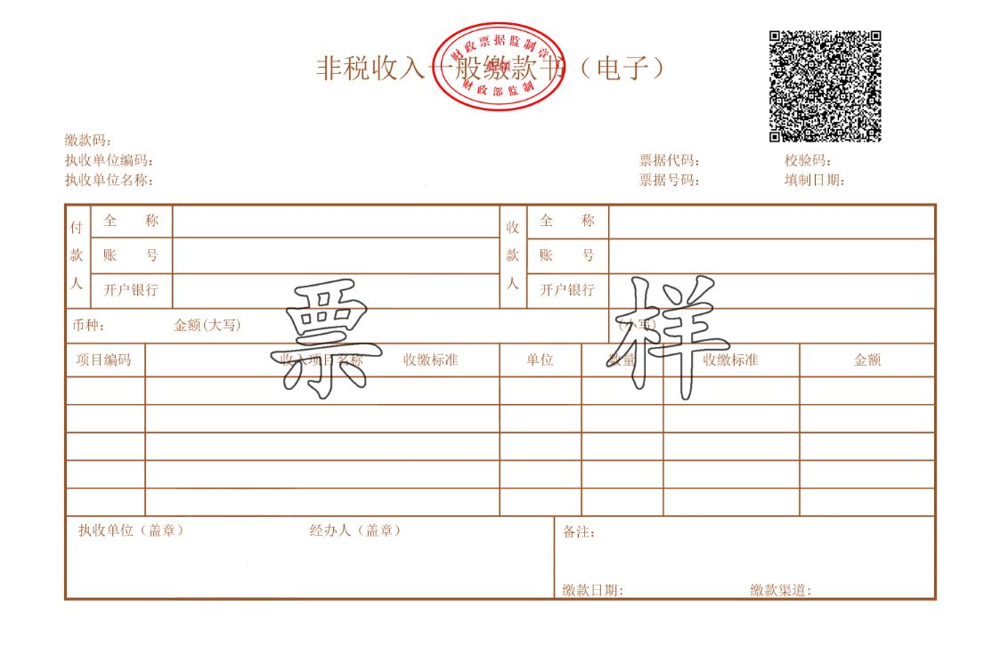 财政票据监制章
非税收入一般缴款书（电子）
财政部监制
缴款码:
执收单位编码: 票据代码: 校验码:
执收单位名称: 票据号码: 填制日期:
付款人 全 称 收款人 全 称
账 号 账 号
开户银行 开户银行
票 样
币种: 金额(大写) (小写)
项目编码 收入项目名称 收缴标准 单位 数量 收缴标准 金额
执收单位（盖章） 经办人（盖章） 备注:
缴款日期: 缴款渠道: